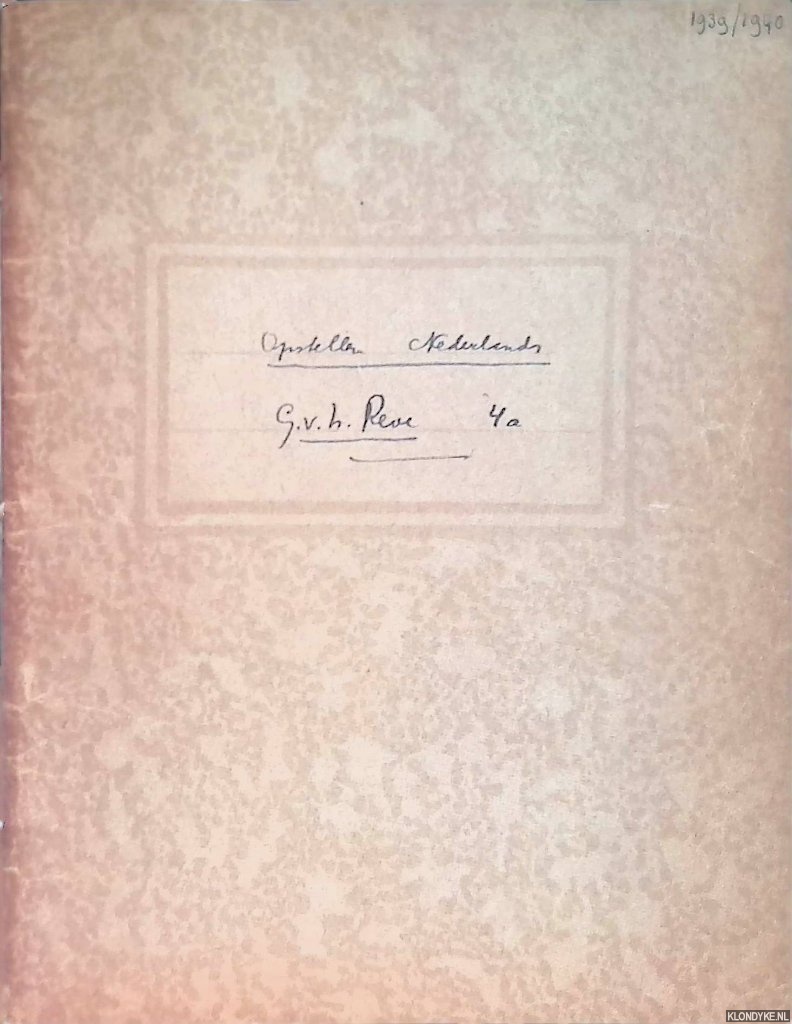 1939/1940
Opstellen Nederlands
G.v.h. Reve 4a
KLONDYKE.NL